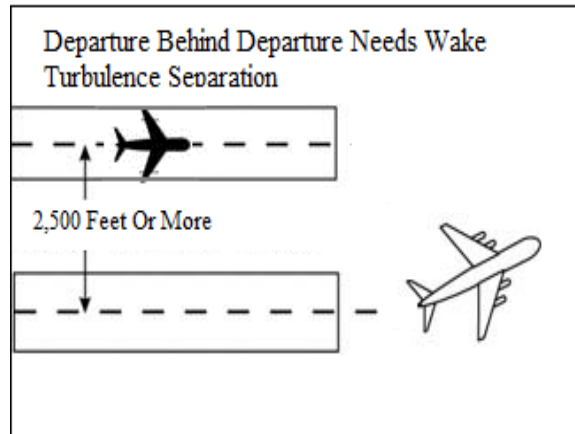 Departure Behind Departure Needs Wake
Turbulence Separation
2,500 Feet Or More